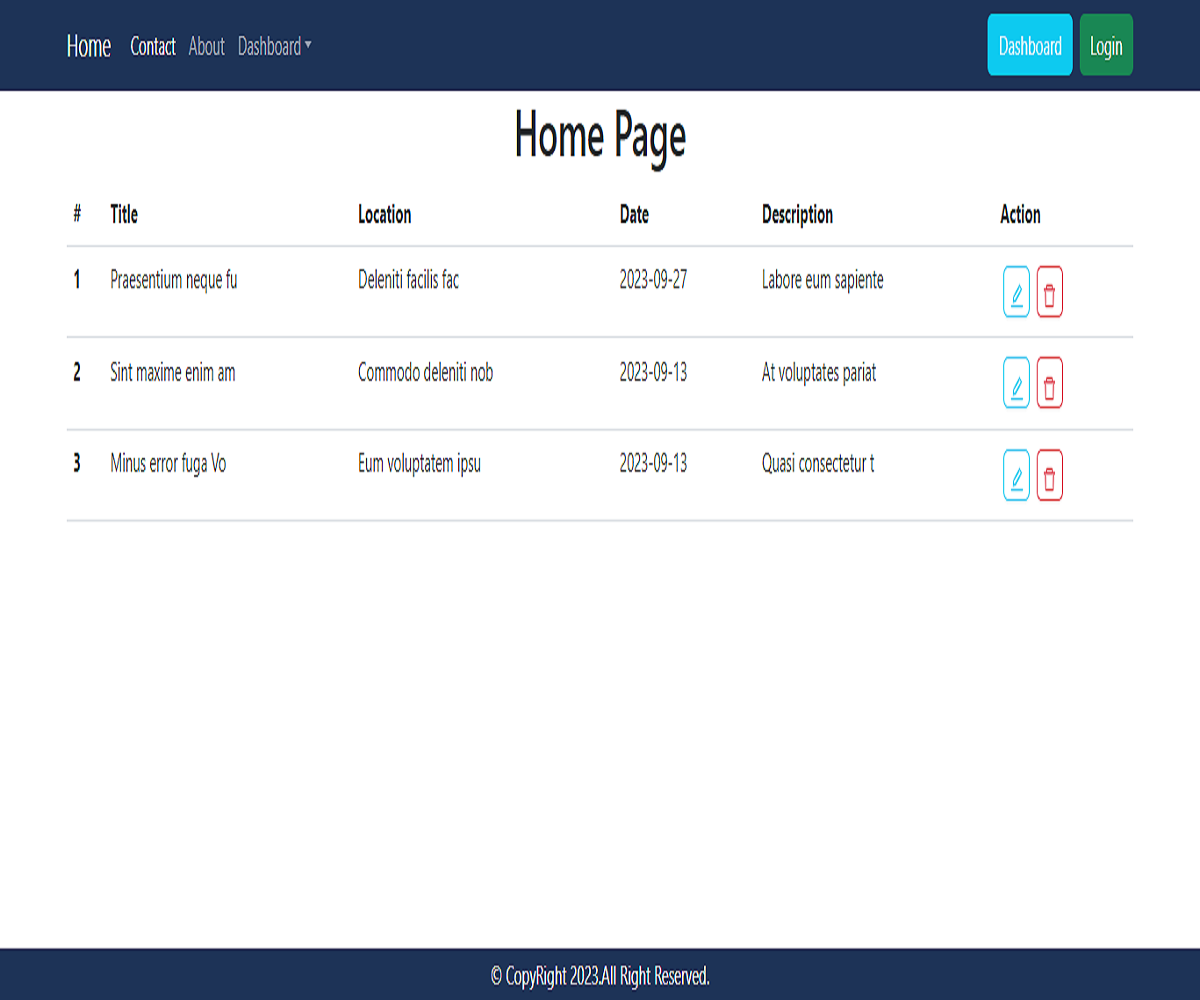 Home Contact About Dashboard Dashboard Login
Home Page
# Title Location Date Description Action
1 Praesentium neque fu Deleniti facilis fac 2023-09-27 Labore eum sapiente
2 Sint maxime enim am Commodo deleniti nob 2023-09-13 At voluptates pariat
3 Minus error fuga Vo Eum voluptatem ipsu 2023-09-13 Quasi consectetur t
© CopyRight 2023.All Right Reserved.